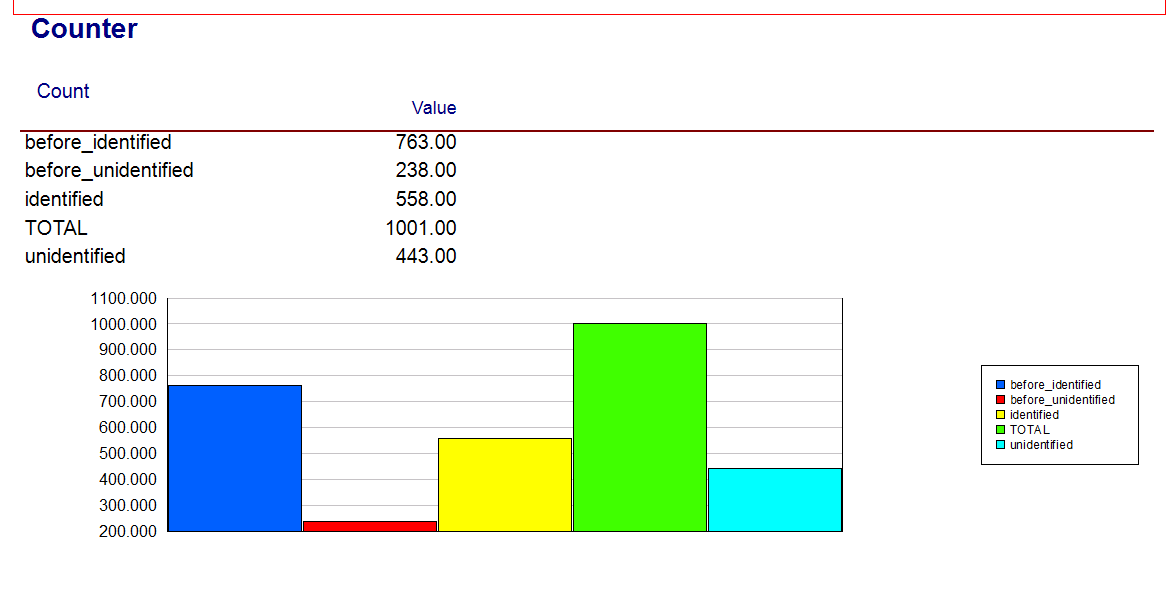 Counter
Count
Value
before_identified 763.00
before_unidentified 238.00
identified 558.00
TOTAL 1001.00
unidentified 443.00
1100.000
1000.000
900.000
800.000
700.000
600.000
500.000
400.000
300.000
200.000
before_identified
before_unidentified
identified
TOTAL
unidentified